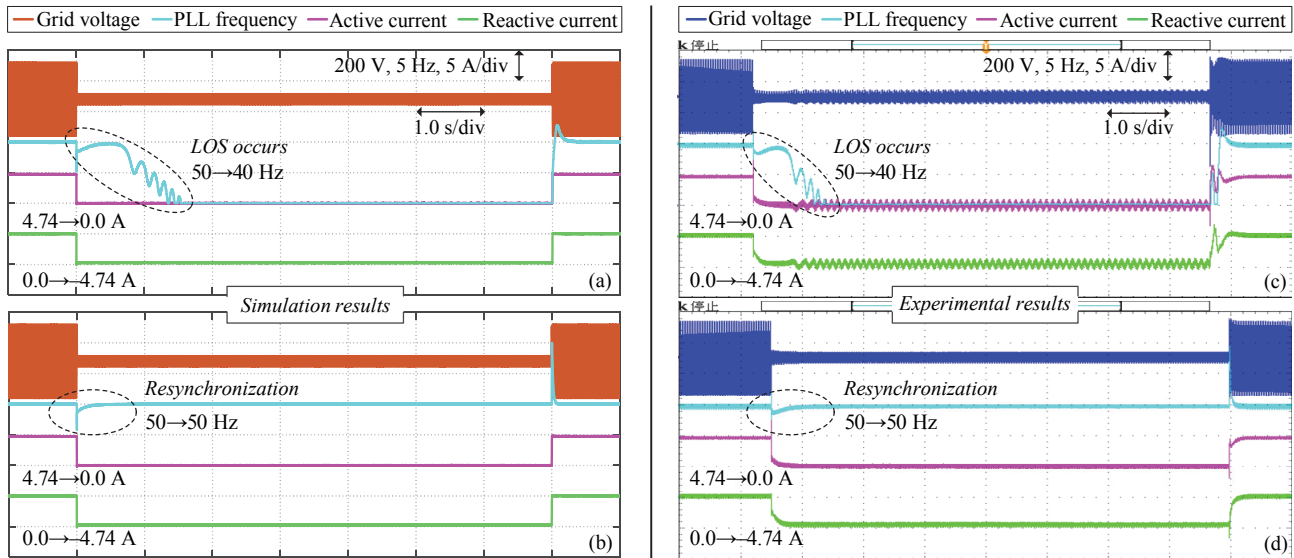 Grid voltage PLL frequency Active current Reactive current
200 V, 5 Hz, 5 A/div
1.0 s/div
LOS occurs
50→40 Hz
4.74→0.0 A
0.0→-4.74 A
(a)
Simulation results
Resynchronization
50→50 Hz
4.74→0.0 A
0.0→-4.74 A
(b)
Grid voltage PLL frequency Active current Reactive current
k 停止
200 V, 5 Hz, 5 A/div
1.0 s/div
LOS occurs
50→40 Hz
4.74→0.0 A
0.0→-4.74 A
(c)
k 停止
Experimental results
Resynchronization
50→50 Hz
4.74→0.0 A
0.0→-4.74 A
(d)